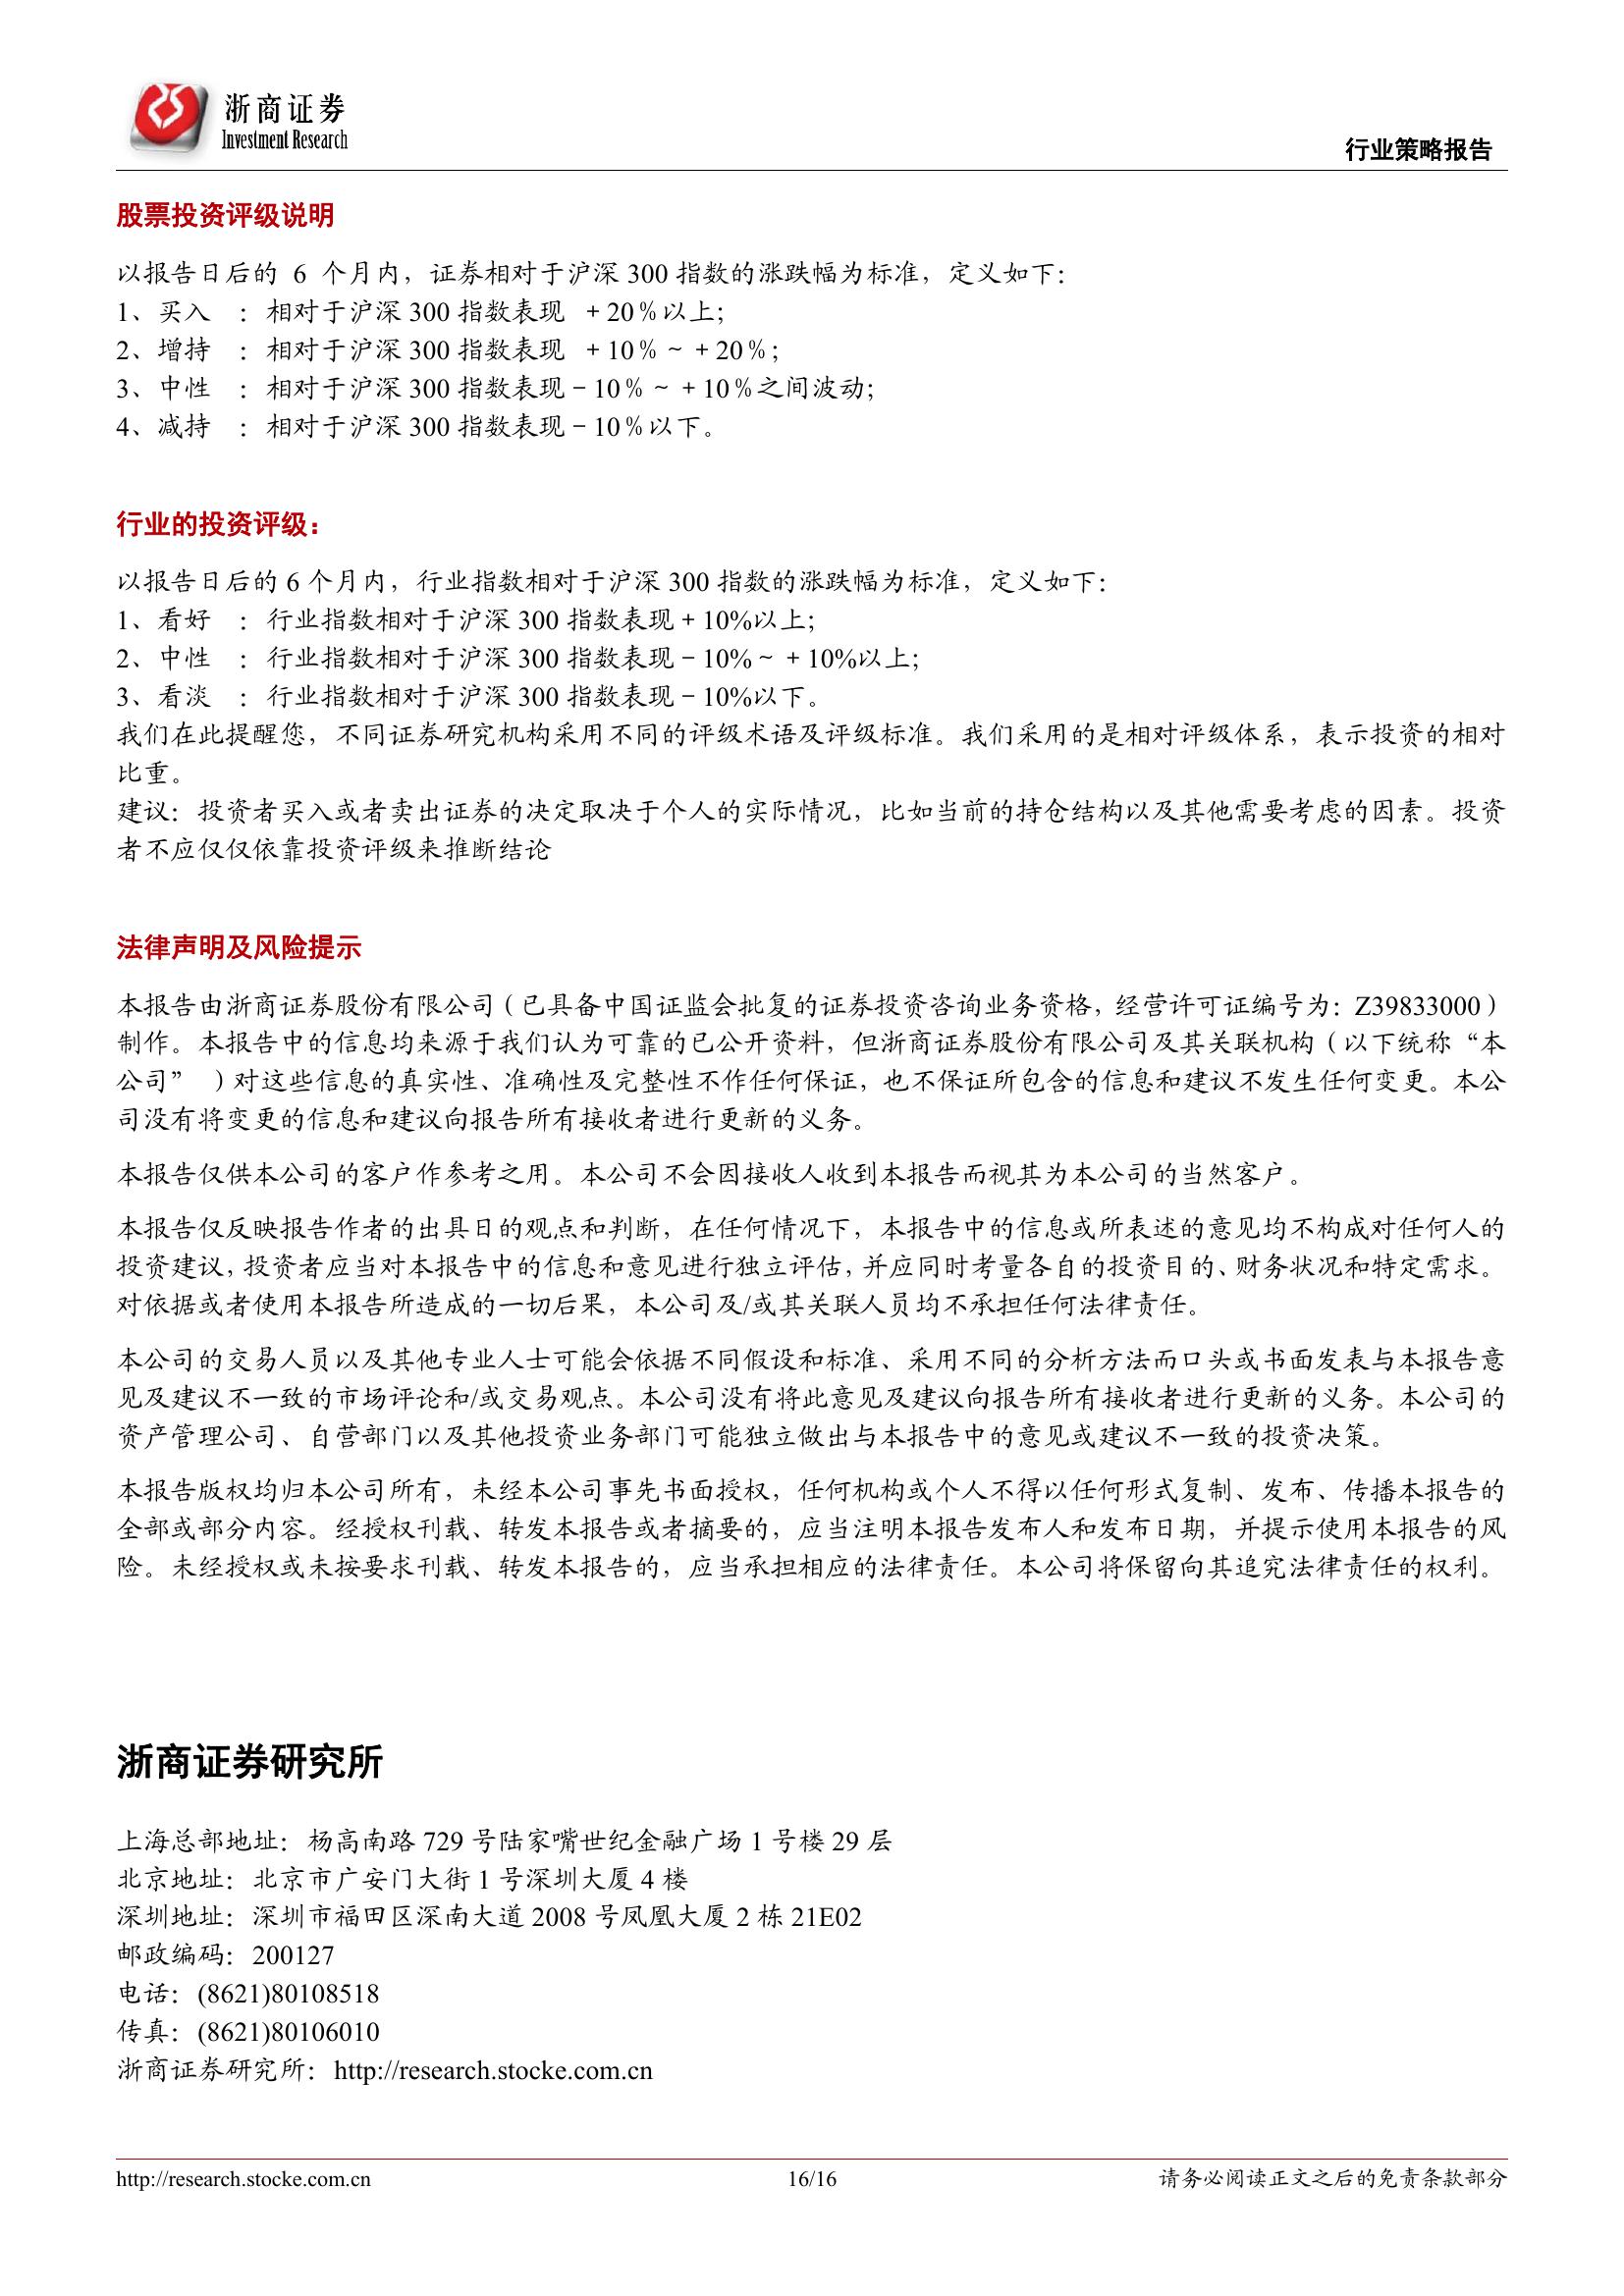 浙商证券
Investment Research
行业策略报告
股票投资评级说明
以报告日后的 6 个月内，证券相对于沪深 300 指数的涨跌幅为标准，定义如下：
1、买入 ：相对于沪深 300 指数表现 ＋20％以上；
2、增持 ：相对于沪深 300 指数表现 ＋10％～＋20％；
3、中性 ：相对于沪深 300 指数表现－10％～＋10％之间波动；
4、减持 ：相对于沪深 300 指数表现－10％以下。
行业的投资评级：
以报告日后的 6 个月内，行业指数相对于沪深 300 指数的涨跌幅为标准，定义如下：
1、看好 ：行业指数相对于沪深 300 指数表现＋10%以上；
2、中性 ：行业指数相对于沪深 300 指数表现－10%～＋10%以上；
3、看淡 ：行业指数相对于沪深 300 指数表现－10%以下。
我们在此提醒您，不同证券研究机构采用不同的评级术语及评级标准。我们采用的是相对评级体系，表示投资的相对
比重。
建议：投资者买入或者卖出证券的决定取决于个人的实际情况，比如当前的持仓结构以及其他需要考虑的因素。投资
者不应仅仅依靠投资评级来推断结论
法律声明及风险提示
本报告由浙商证券股份有限公司（已具备中国证监会批复的证券投资咨询业务资格，经营许可证编号为：Z39833000）
制作。本报告中的信息均来源于我们认为可靠的已公开资料，但浙商证券股份有限公司及其关联机构（以下统称“本
公司” ）对这些信息的真实性、准确性及完整性不作任何保证，也不保证所包含的信息和建议不发生任何变更。本公
司没有将变更的信息和建议向报告所有接收者进行更新的义务。
本报告仅供本公司的客户作参考之用。本公司不会因接收人收到本报告而视其为本公司的当然客户。
本报告仅反映报告作者的出具日的观点和判断，在任何情况下，本报告中的信息或所表述的意见均不构成对任何人的
投资建议，投资者应当对本报告中的信息和意见进行独立评估，并应同时考量各自的投资目的、财务状况和特定需求。
对依据或者使用本报告所造成的一切后果，本公司及/或其关联人员均不承担任何法律责任。
本公司的交易人员以及其他专业人士可能会依据不同假设和标准、采用不同的分析方法而口头或书面发表与本报告意
见及建议不一致的市场评论和/或交易观点。本公司没有将此意见及建议向报告所有接收者进行更新的义务。本公司的
资产管理公司、自营部门以及其他投资业务部门可能独立做出与本报告中的意见或建议不一致的投资决策。
本报告版权均归本公司所有，未经本公司事先书面授权，任何机构或个人不得以任何形式复制、发布、传播本报告的
全部或部分内容。经授权刊载、转发本报告或者摘要的，应当注明本报告发布人和发布日期，并提示使用本报告的风
险。未经授权或未按要求刊载、转发本报告的，应当承担相应的法律责任。本公司将保留向其追究法律责任的权利。
浙商证券研究所
上海总部地址：杨高南路 729 号陆家嘴世纪金融广场 1 号楼 29 层
北京地址：北京市广安门大街 1 号深圳大厦 4 楼
深圳地址：深圳市福田区深南大道 2008 号凤凰大厦 2 栋 21E02
邮政编码：200127
电话：(8621)80108518
传真：(8621)80106010
浙商证券研究所：http://research.stocke.com.cn
http://research.stocke.com.cn
16/16
请务必阅读正文之后的免责条款部分